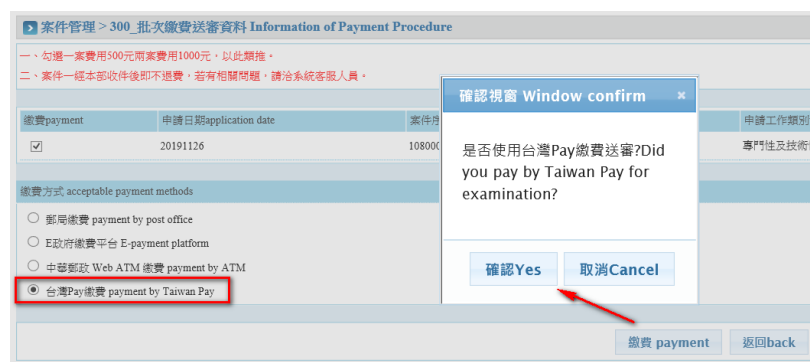 案件管理 > 300_批次繳費送審資料 Information of Payment Procedure
一、勾選一案費用500元兩案費用1000元，以此類推。
二、案件一經本部收件後即不退費，若有相關問題，請洽系統客服人員。
繳費payment 申請日期application date 案件序 申請工作類別
20191126 108000 專門性及技術
繳費方式 acceptable payment methods
郵局繳費 payment by post office
E政府繳費平台 E-payment platform
中華郵政 Web ATM 繳費 payment by ATM
台灣Pay繳費 payment by Taiwan Pay
確認視窗 Window confirm ×
是否使用台灣Pay繳費送審?Did
you pay by Taiwan Pay for
examination?
確認Yes 取消Cancel
繳費 payment 返回back